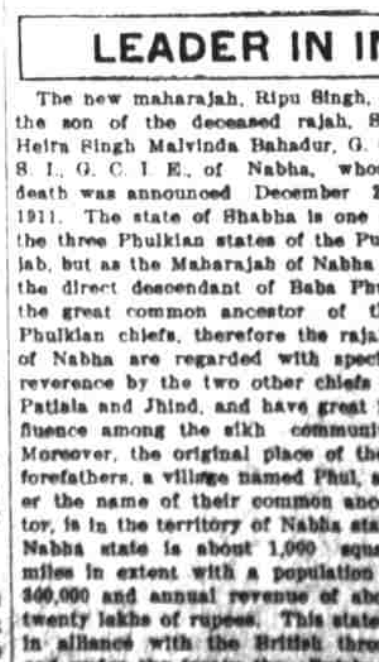 LEADER IN I
The new maharajah, Ripu Singh,
the son of the deceased rajah, S
Heira Singh Malvinda Bahadur, G.
S. I., G. C. I. E., of Nabha, who
death was announced December 2
1911. The state of Bhabha is one
the three Phulkian states of the Pu
jab, but as the Maharajah of Nabha
the direct descendant of Baba Ph
the great common ancestor of t
Phulkian chiefs, therefore the raja
of Nabha are regarded with spec
reverence by the two other chiefs
Patiala and Jhind, and have great i
fluence among the sikh communi
Moreover, the original place of the
forefathers, a village named Phul, a
er the name of their common anc
tor, is in the territory of Nabha sta
Nabha state is about 1,000 squa
miles in extent with a population
300,000 and annual revenue of abo
twenty lakhs of rupees. This state
in alliance with the British thro